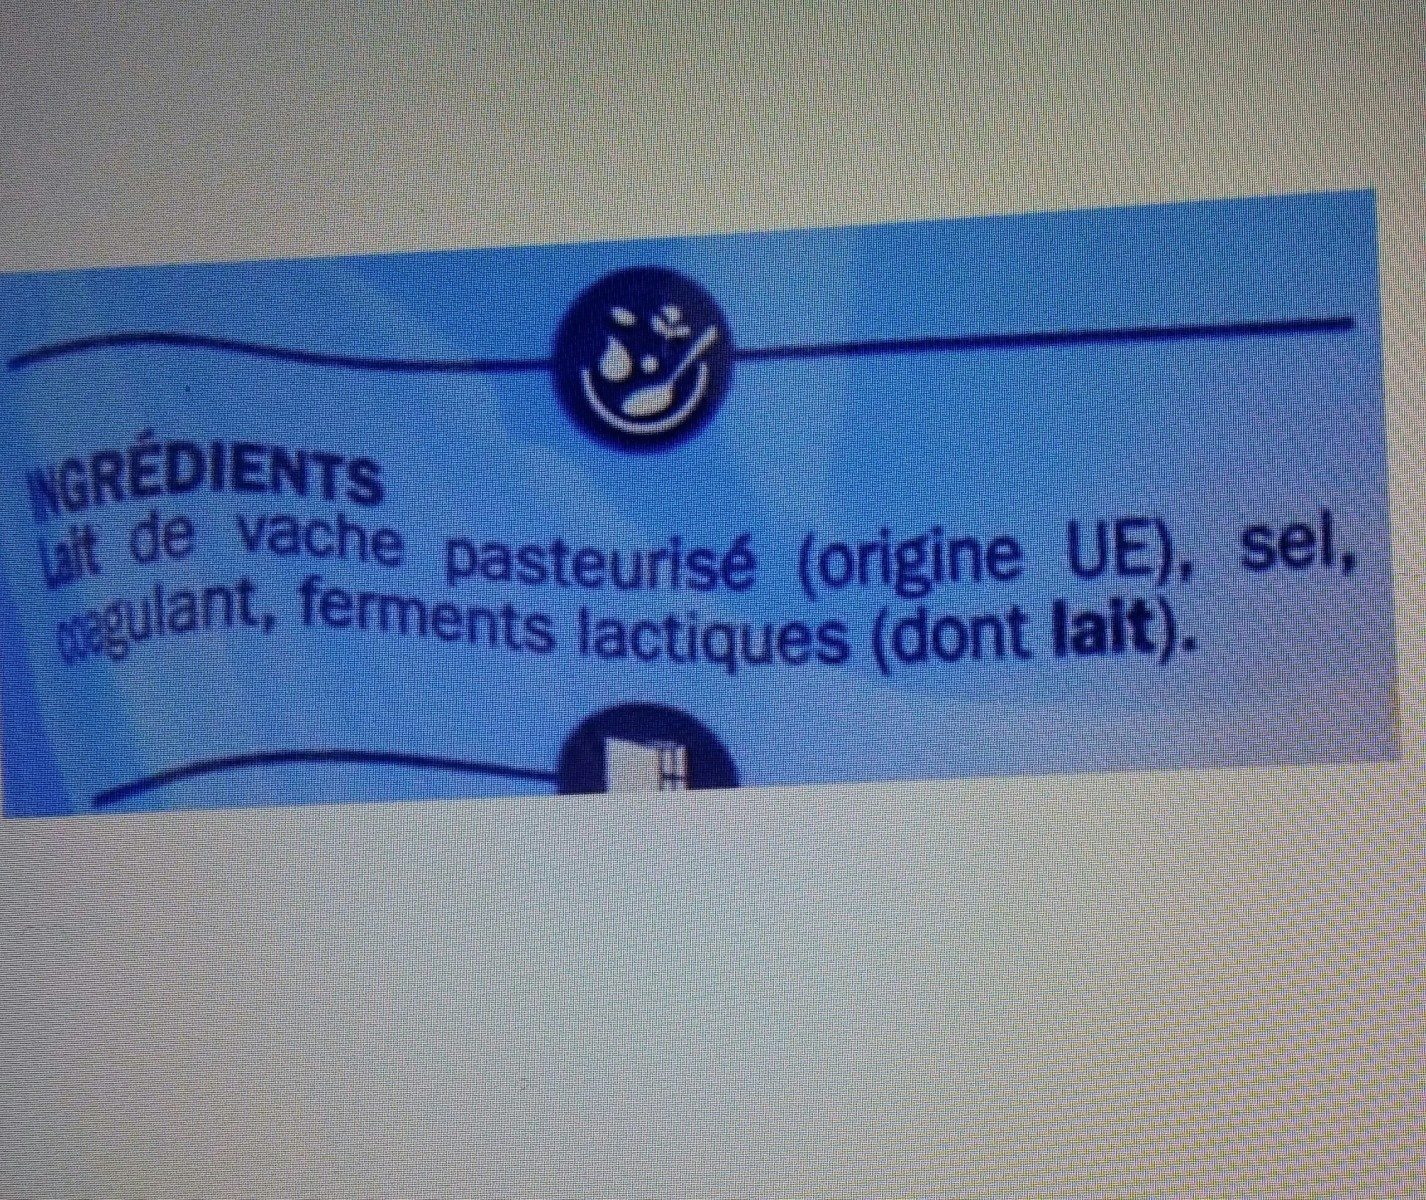 INGRÉDIENTS
Lait de vache pasteurisé (origine UE), sel,
coagulant, ferments lactiques (dont lait).